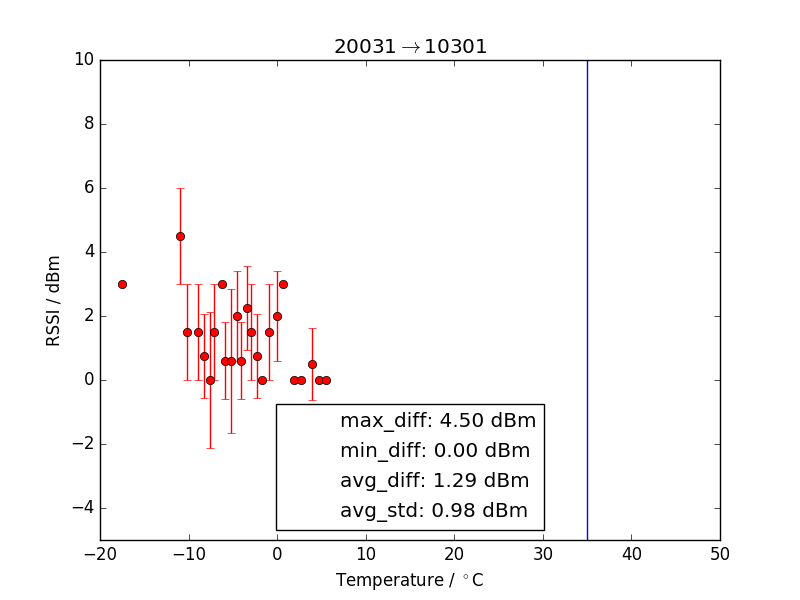 20031→10301
10
8
6
4
2
0
−2
−4
RSSI / dBm
max_diff: 4.50 dBm
min_diff: 0.00 dBm
avg_diff: 1.29 dBm
avg_std: 0.98 dBm
−20 −10 0 10 20 30 40 50
Temperature / °C